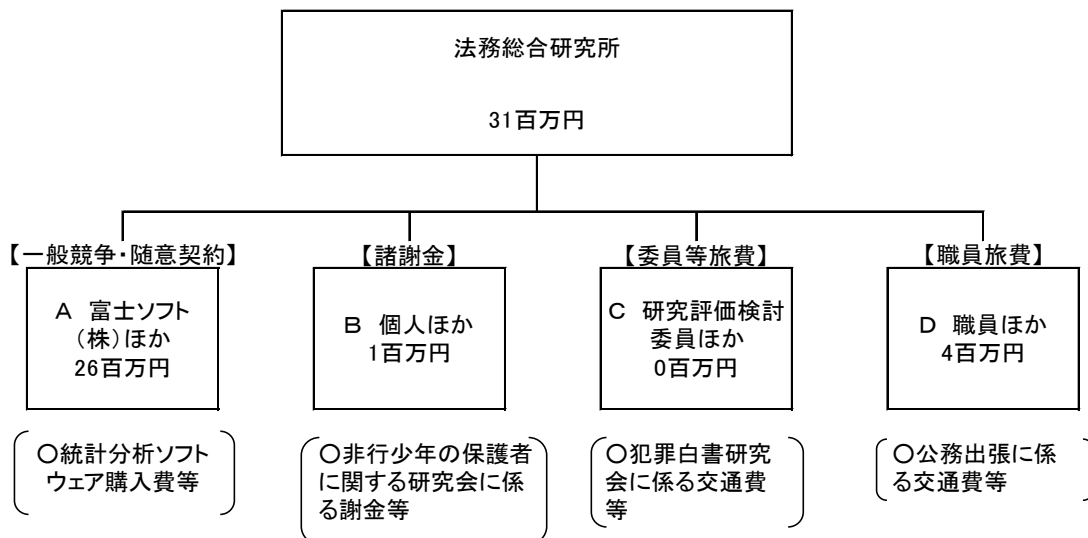 法務総合研究所
31百万円
【一般競争・随意契約】
A 富士ソフト
（株）ほか
26百万円
○統計分析ソフト
ウェア購入費等
【諸謝金】
B 個人ほか
1百万円
○非行少年の保護者
に関する研究会に係
る謝金等
【委員等旅費】
C 研究評価検討
委員ほか
0百万円
○犯罪白書研究
会に係る交通費
等
【職員旅費】
D 職員ほか
4百万円
○公務出張に係
る交通費等